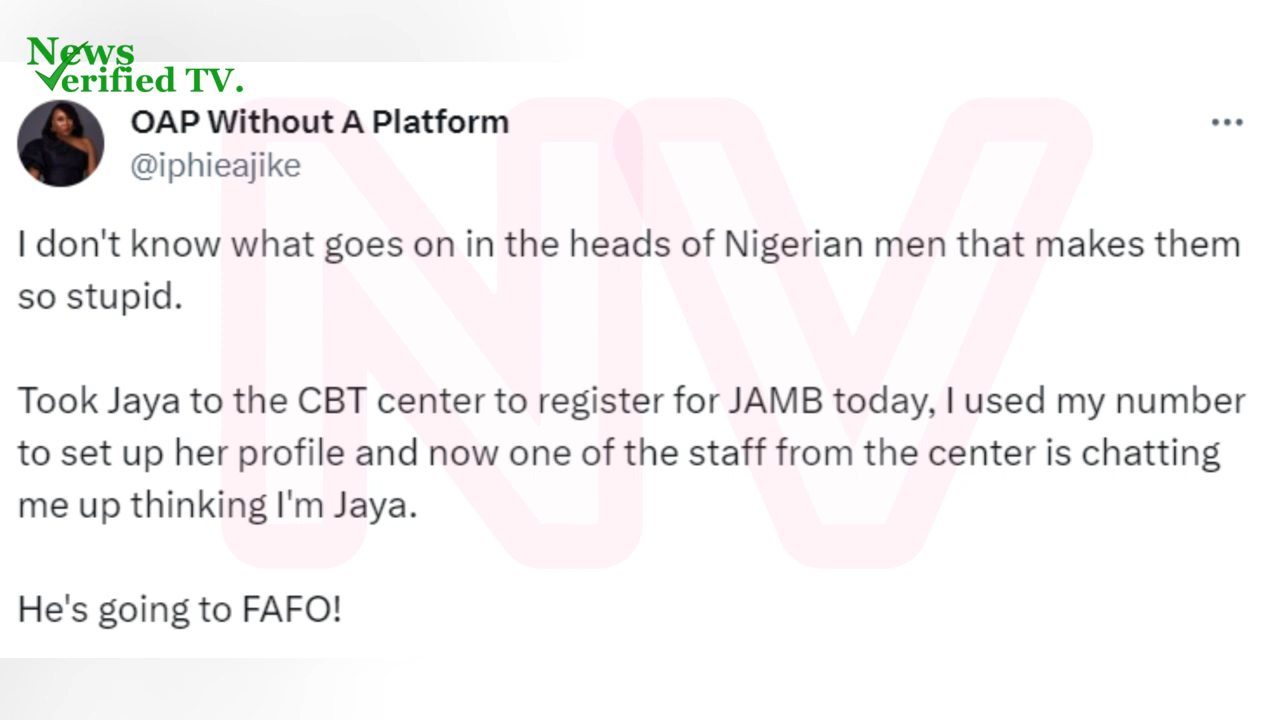 News
Verified TV.
OAP Without A Platform
@iphieajike
I don't know what goes on in the heads of Nigerian men that makes them
so stupid.
Took Jaya to the CBT center to register for JAMB today, I used my number
to set up her profile and now one of the staff from the center is chatting
me up thinking I'm Jaya.
He's going to FAFO!
NV